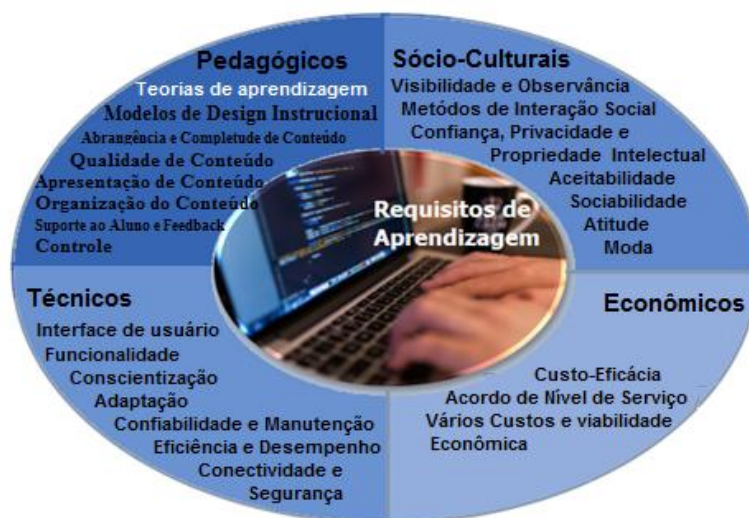 Pedagógicos
Teorias de aprendizagem
Modelos de Design Instrucional
Abrangência e Completude de Conteúdo
Qualidade de Conteúdo
Apresentação de Conteúdo
Organização do Conteúdo
Suporte ao Aluno e Feedback
Controle
Sócio-Culturais
Visibilidade e Observância
Metódos de Interação Social
Confiança, Privacidade e
Propriedade Intelectual
Aceitabilidade
Sociabilidade
Atitude
Moda
Requisitos de
Aprendizagem
Técnicos
Interface de usuário
Funcionalidade
Conscientização
Adaptação
Confiabilidade e Manutenção
Eficiência e Desempenho
Conectividade e
Segurança
Econômicos
Custo-Eficácia
Acordo de Nível de Serviço
Vários Custos e viabilidade
Econômica